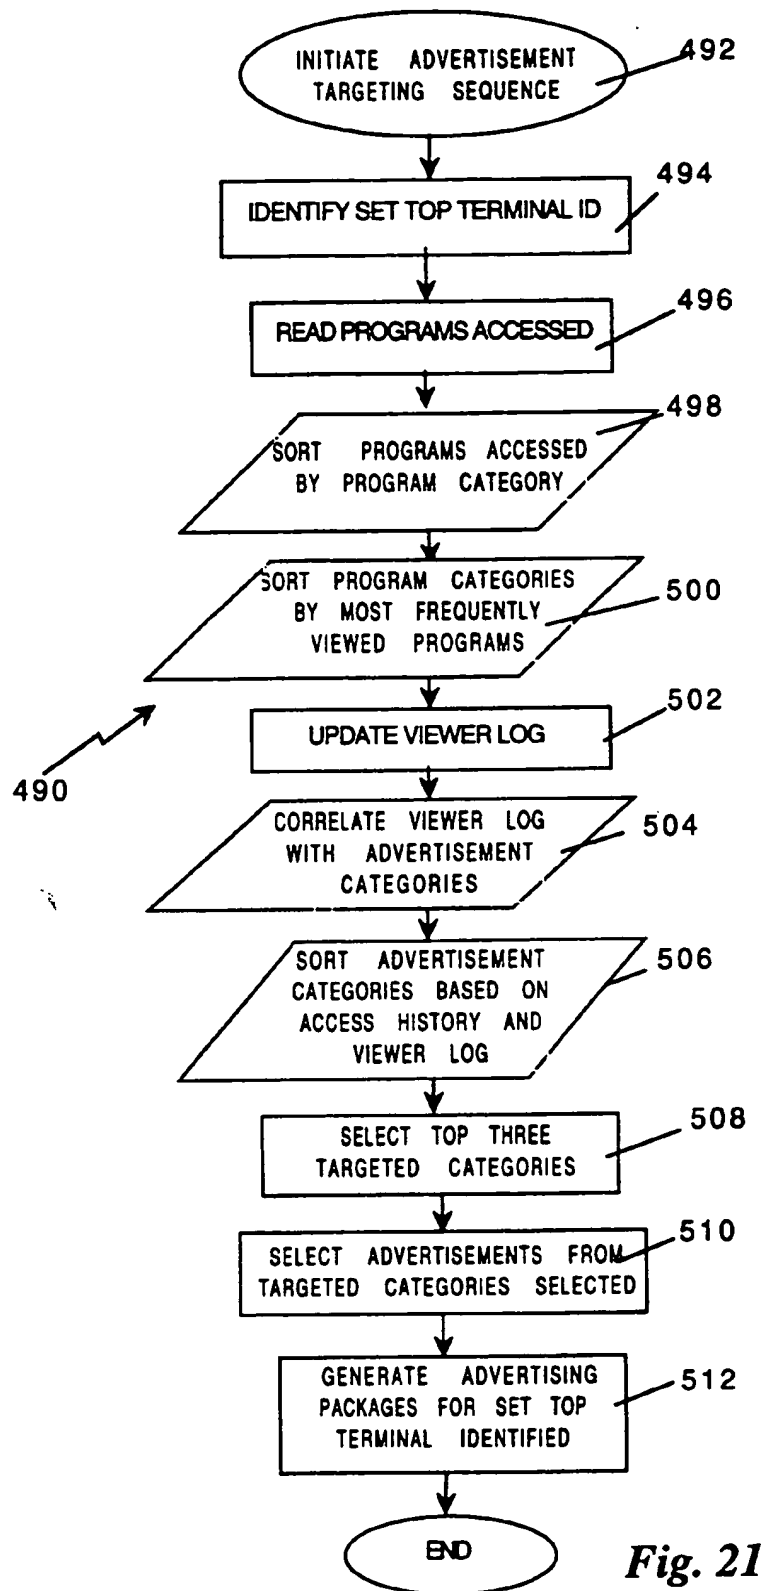 INITIATE ADVERTISEMENT
TARGETING SEQUENCE
492
IDENTIFY SET TOP TERMINAL ID
494
READ PROGRAMS ACCESSED
496
SORT PROGRAMS ACCESSED
BY PROGRAM CATEGORY
498
SORT PROGRAM CATEGORIES
BY MOST FREQUENTLY
VIEWED PROGRAMS
500
UPDATE VIEWER LOG
502
490
CORRELATE VIEWER LOG
WITH ADVERTISEMENT
CATEGORIES
504
SORT ADVERTISEMENT
CATEGORIES BASED ON
ACCESS HISTORY AND
VIEWER LOG
506
SELECT TOP THREE
TARGETED CATEGORIES
508
SELECT ADVERTISEMENTS FROM
TARGETED CATEGORIES SELECTED
510
GENERATE ADVERTISING
PACKAGES FOR SET TOP
TERMINAL IDENTIFIED
512
END
Fig. 21